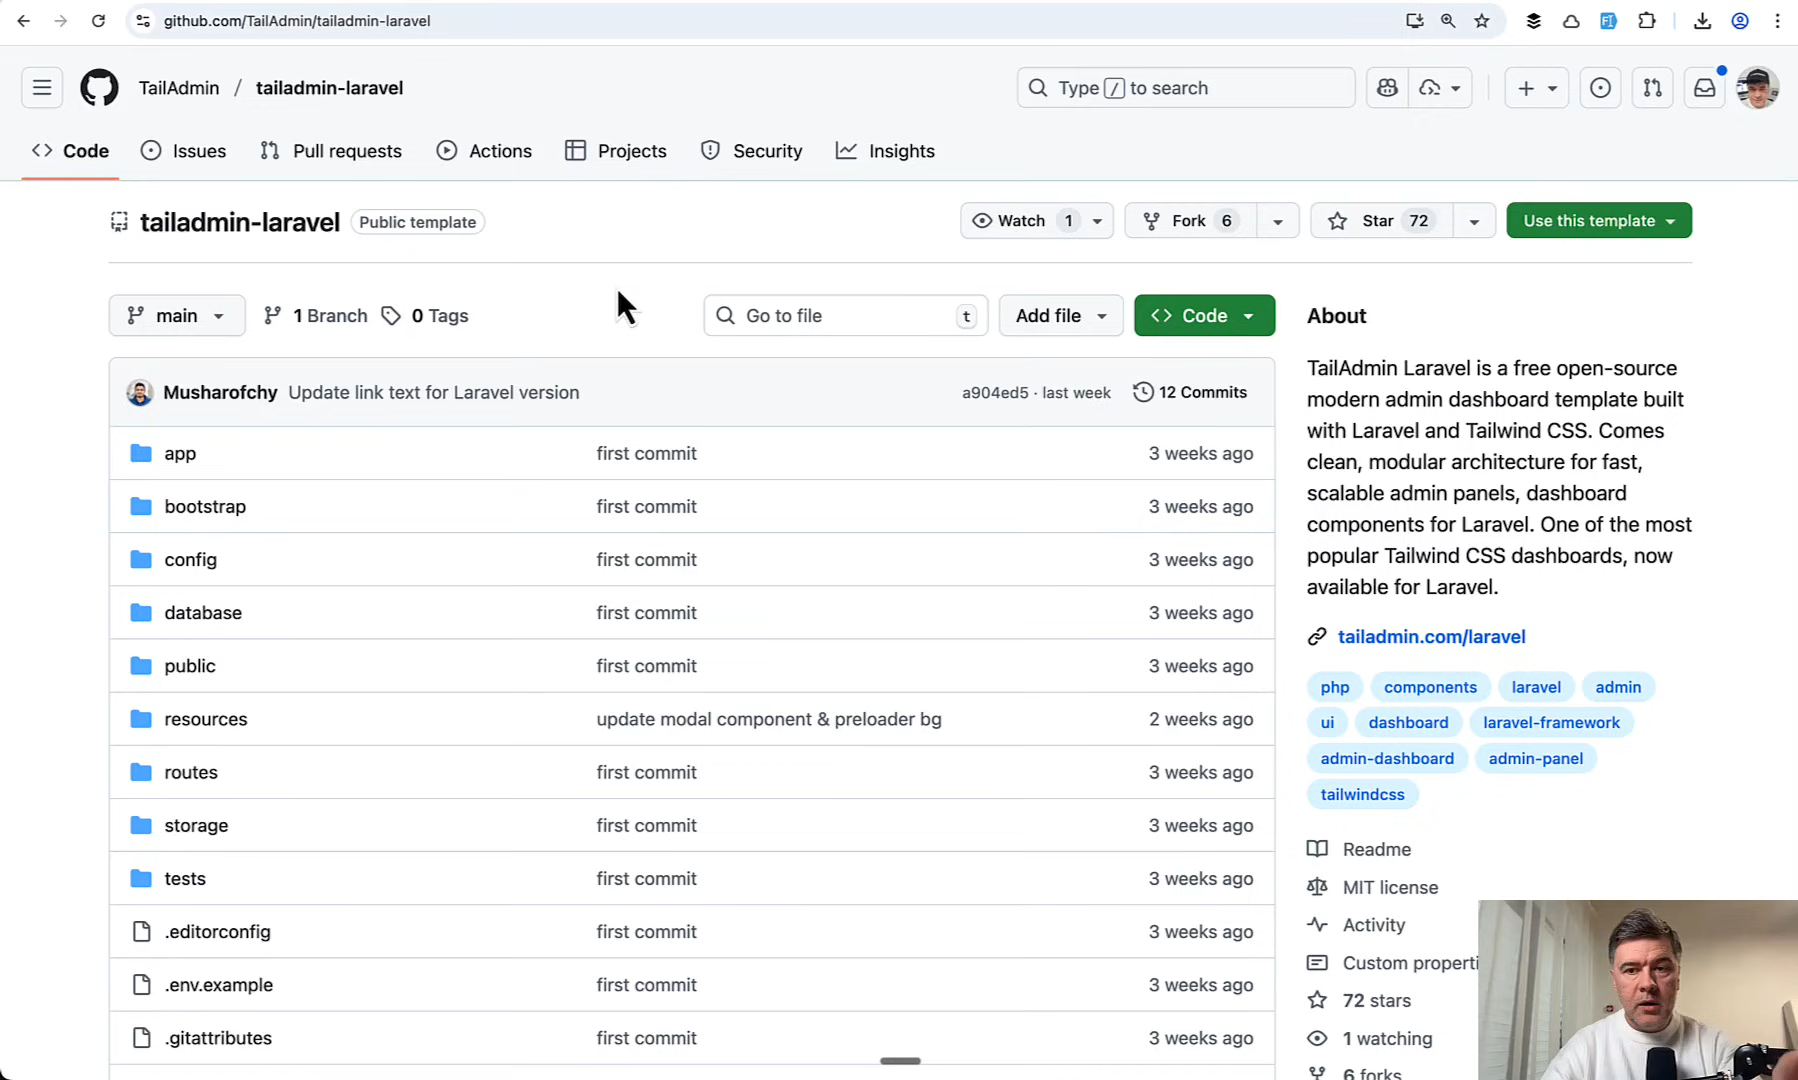 github.com/TailAdmin/tailadmin-laravel
TailAdmin / tailadmin-laravel
Type / to search
Code Issues Pull requests Actions Projects Security Insights
tailadmin-laravel Public template
Watch 1 Fork 6 Star 72 Use this template
main 1 Branch 0 Tags Go to file t Add file Code
Musharofchy Update link text for Laravel version a904ed5 · last week 12 Commits
app first commit 3 weeks ago
bootstrap first commit 3 weeks ago
config first commit 3 weeks ago
database first commit 3 weeks ago
public first commit 3 weeks ago
resources update modal component & preloader bg 2 weeks ago
routes first commit 3 weeks ago
storage first commit 3 weeks ago
tests first commit 3 weeks ago
.editorconfig first commit 3 weeks ago
.env.example first commit 3 weeks ago
.gitattributes first commit 3 weeks ago
About
TailAdmin Laravel is a free open-source
modern admin dashboard template built
with Laravel and Tailwind CSS. Comes
clean, modular architecture for fast,
scalable admin panels, dashboard
components for Laravel. One of the most
popular Tailwind CSS dashboards, now
available for Laravel.
tailadmin.com/laravel
php components laravel admin
ui dashboard laravel-framework
admin-dashboard admin-panel
tailwindcss
Readme
MIT license
Activity
Custom properti
72 stars
1 watching
6 forks